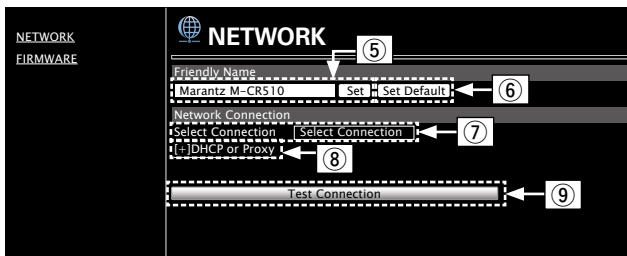 NETWORK
FIRMWARE
NETWORK
⑤
Friendly Name
Marantz M-CR510 Set Set Default ⑥
Network Connection
Select Connection Select Connection ⑦
[+]DHCP or Proxy ⑧
Test Connection ⑨